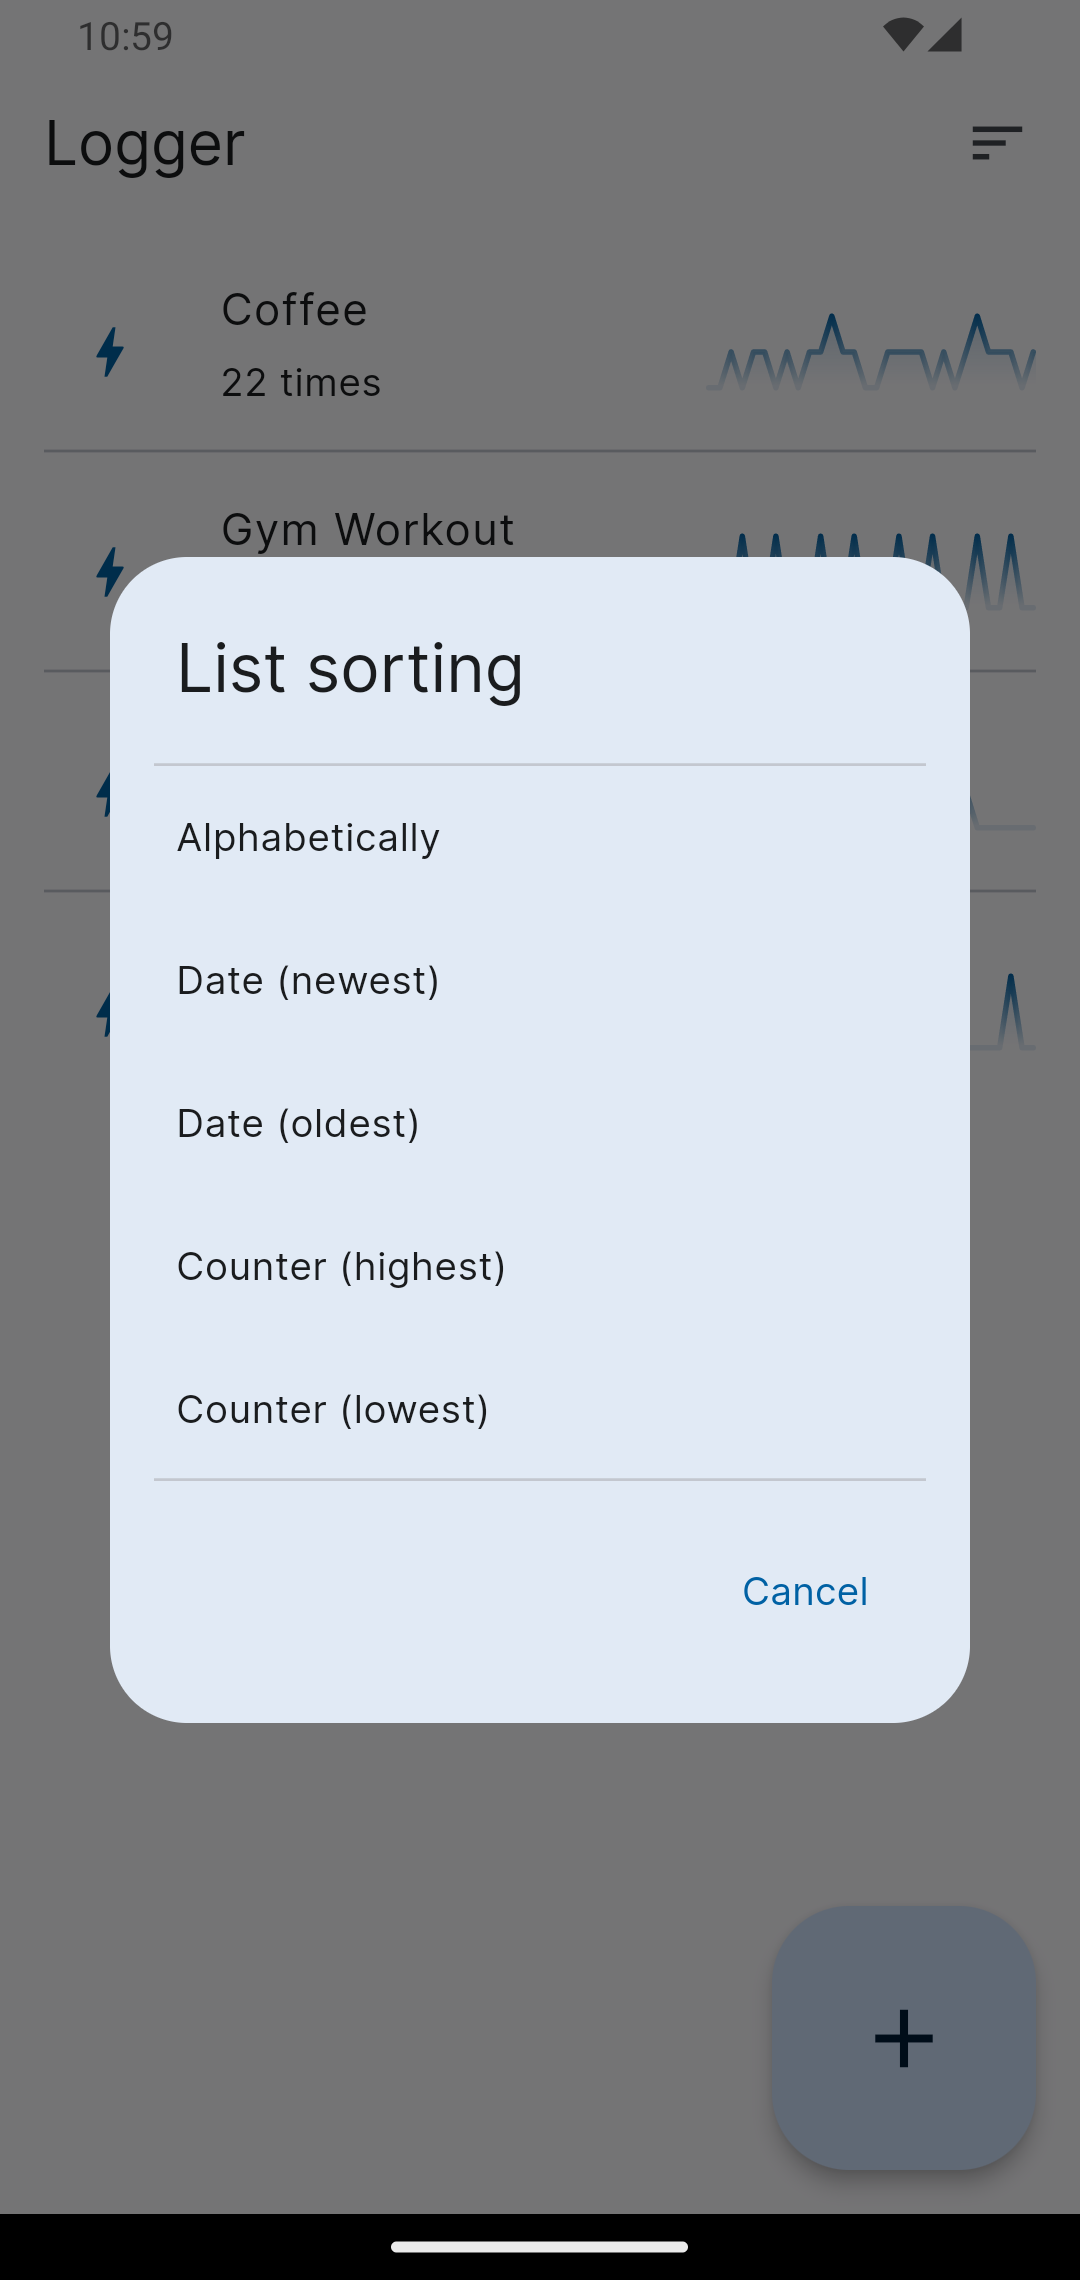 10:59
Logger
Coffee
22 times
Gym Workout
List sorting
Alphabetically
Date (newest)
Date (oldest)
Counter (highest)
Counter (lowest)
Cancel